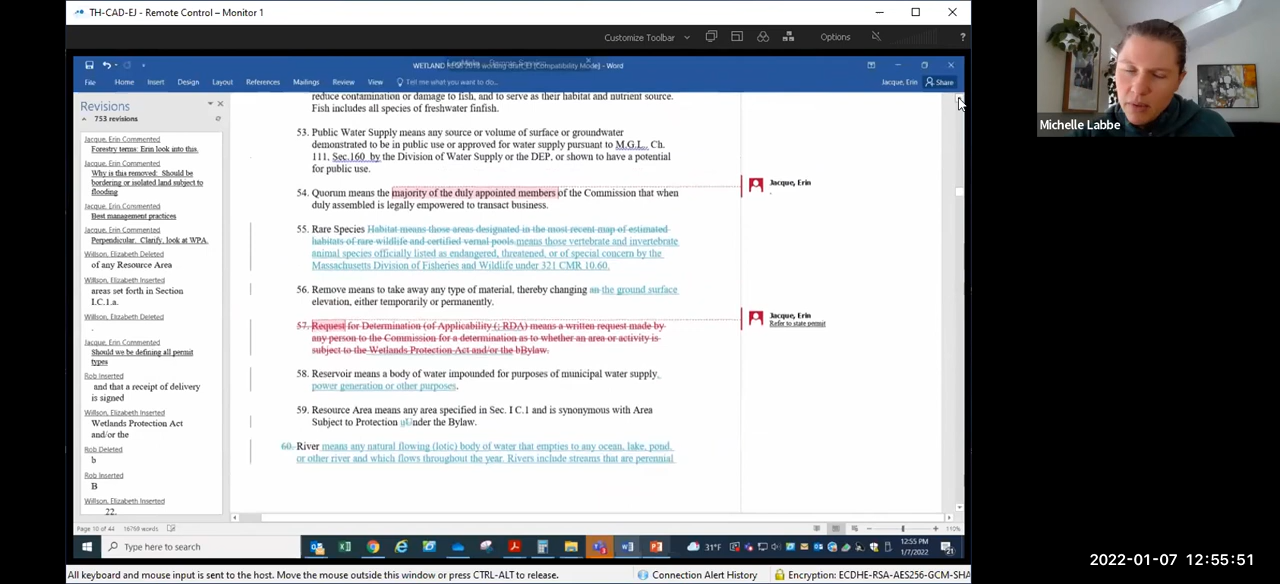 TH-CAD-EJ - Remote Control - Monitor 1
Customize Toolbar
Options
?
[Compatibility Mode] - Word
File Home Insert Design Layout References Mailings Review View Tell me what you want to do...
Jacque, Erin Share
Revisions
753 revisions
Jacque, Erin Commented
Forestry terms: Erin look into this.
Jacque, Erin Commented
Why is this removed: Should be
bordering or isolated land subject to
flooding
Jacque, Erin Commented
Best management practices
Jacque, Erin Commented
Perpendicular. Clarify, look at WPA.
Willson, Elizabeth Deleted
of any Resource Area
Willson, Elizabeth Inserted
areas set forth in Section
I.C.1.a.
Willson, Elizabeth Deleted
.
Jacque, Erin Commented
Should we be defining all permit
types
Rob Inserted
and that a receipt of delivery
is signed
Willson, Elizabeth Inserted
Wetlands Protection Act
and/or the
Rob Deleted
b
Rob Inserted
B
Willson, Elizabeth Inserted
22.
reduce contamination or damage to fish, and to serve as their habitat and nutrient source.
Fish includes all species of freshwater finfish.
53. Public Water Supply means any source or volume of surface or groundwater
demonstrated to be in public use or approved for water supply pursuant to M.G.L. Ch.
111, Sec.160 by the Division of Water Supply or the DEP, or shown to have a potential
for public use.
54. Quorum means the majority of the duly appointed members of the Commission that when
duly assembled is legally empowered to transact business.
55. Rare Species Habitat means those areas designated in the most recent map of estimated
habitats of rare wildlife and certified vernal pools.means those vertebrate and invertebrate
animal species officially listed as endangered, threatened, or of special concern by the
Massachusetts Division of Fisheries and Wildlife under 321 CMR 10.60.
56. Remove means to take away any type of material, thereby changing an the ground surface
elevation, either temporarily or permanently.
57. Request for Determination (of Applicability (; RDA) means a written request made by
any person to the Commission for a determination as to whether an area or activity is
subject to the Wetlands Protection Act and/or the bBylaw.
58. Reservoir means a body of water impounded for purposes of municipal water supply,
power generation or other purposes.
59. Resource Area means any area specified in Sec. I C.1 and is synonymous with Area
Subject to Protection uUnder the Bylaw.
60. River means any natural flowing (lotic) body of water that empties to any ocean, lake, pond,
or other river and which flows throughout the year. Rivers include streams that are perennial
Jacque, Erin
.
Jacque, Erin
Refer to state permit
Page 10 of 44 16759 words
110%
Type here to search
31°F
12:55 PM
1/7/2022
21
All keyboard and mouse input is sent to the host. Move the mouse outside this window or press CTRL-ALT to release.
Connection Alert History
Encryption: ECDHE-RSA-AES256-GCM-SHA
Michelle Labbe
2022-01-07 12:55:51